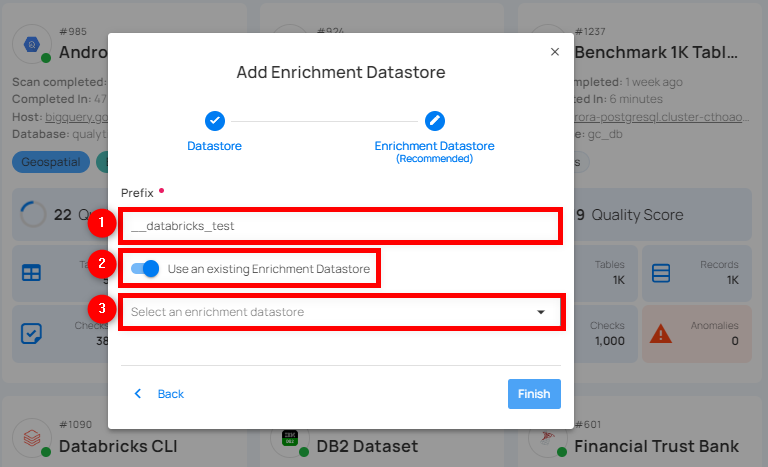 #985
#924
#1237
Andro
Benchmark 1K Tabl...
Scan completed:
mpleted: 1 week ago
Completed In: 47
In: 6 minutes
Host: bigquery.go
rora-postgresql.cluster-cthoao...
Database: qualyt
e: gc_db
Geospatial
Add Enrichment Datastore
Datastore
Enrichment Datastore
(Recommended)
22 Qu
9 Quality Score
Prefix
1
__databricks_test
2
Use an existing Enrichment Datastore
3
Select an enrichment datastore
Tables
1K
Records
1K
Checks
38
Checks
1,000
Anomalies
0
Back
Finish
#1090
#601
Databricks CLI
DB2 Dataset
Financial Trust Bank